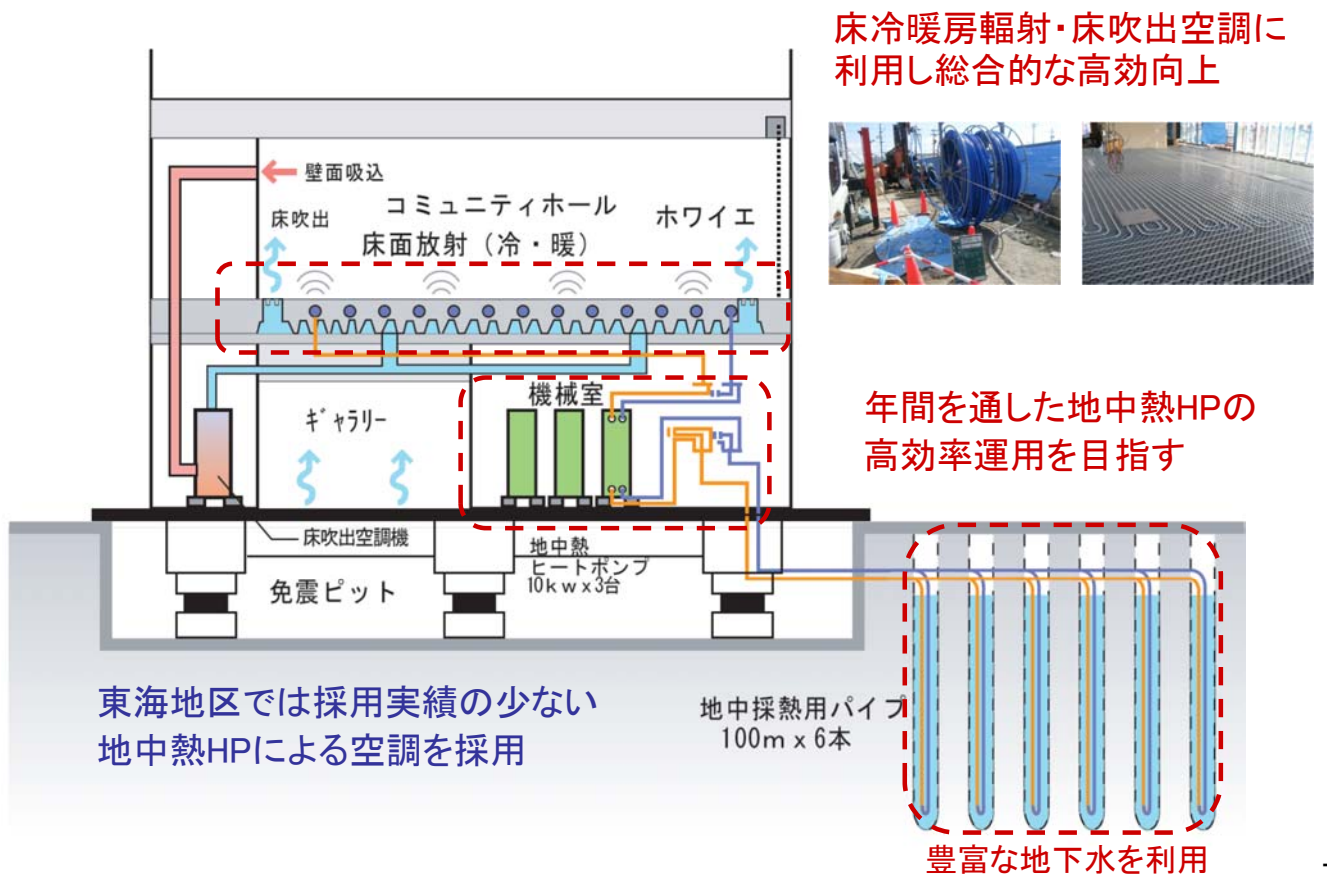 床冷暖房輻射・床吹出空調に
利用し総合的な高効向上
壁面吸込
床吹出
コミュニティホール
ホワイエ
床面放射（冷・暖）
機械室
ギャラリー
年間を通した地中熱HPの
高効率運用を目指す
床吹出空調機
地中熱
ヒートポンプ
10kwx3台
免震ピット
東海地区では採用実績の少ない
地中熱HPによる空調を採用
地中採熱用パイプ
100m x 6本
豊富な地下水を利用